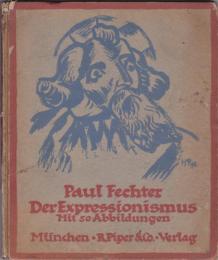 Paul Fechter
Der Expressionismus
Mit 50 Abbildungen
München · R. Piper & Co. · Verlag